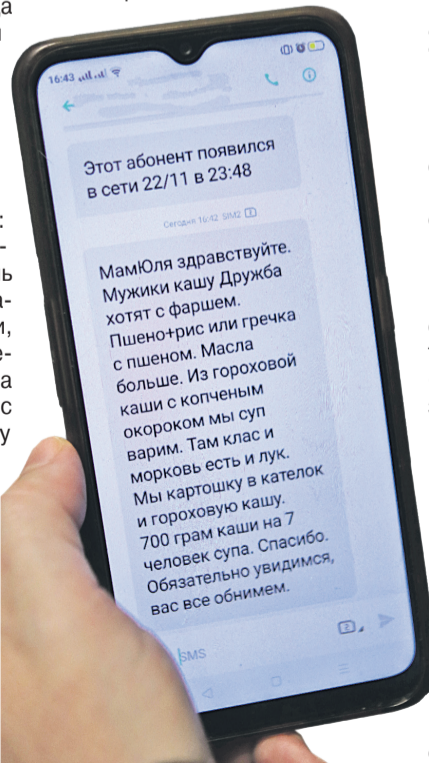 16:43
Этот абонент появился
в сети 22/11 в 23:48
Сегодня 16:42 SIM2
МамЮля здравствуйте.
Мужики кашу Дружба
хотят с фаршем.
Пшено+рис или гречка
с пшеном. Масла
больше. Из гороховой
каши с копченым
окороком мы суп
варим. Там клас и
морковь есть и лук.
Мы картошку в кателок
и гороховую кашу.
700 грам каши на 7
человек супа. Спасибо.
Обязательно увидимся,
вас все обнимем.
SMS
2